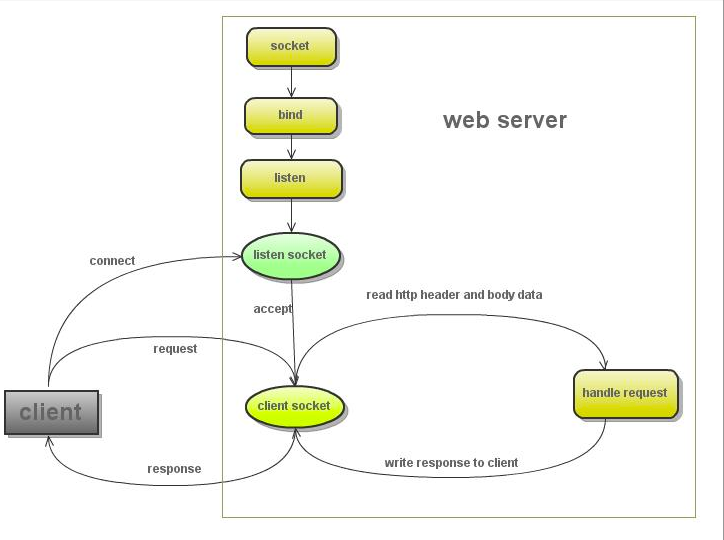 socket
bind
web server
listen
listen socket
connect
read http header and body data
accept
request
client socket
handle request
client
write response to client
response